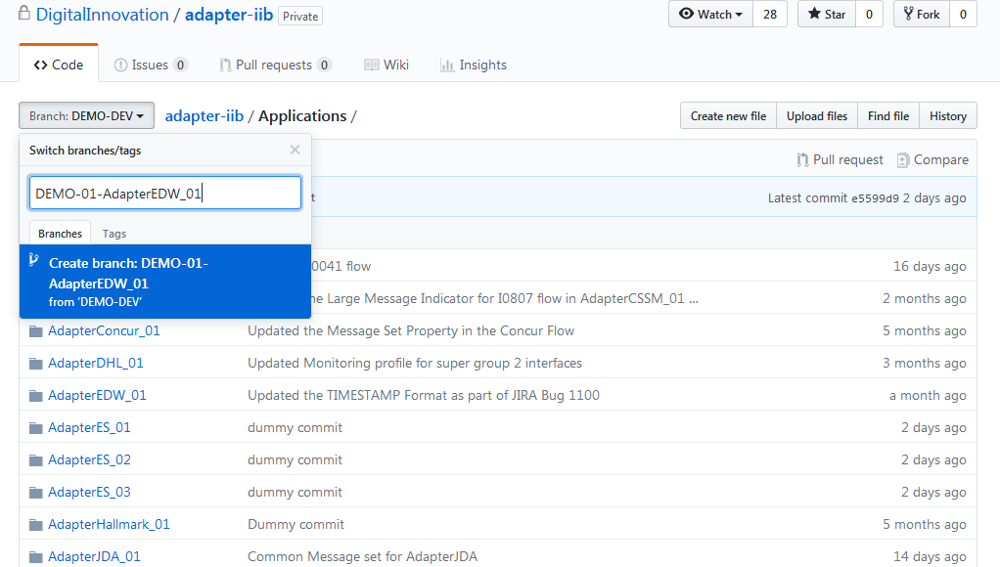 DigitalInnovation / adapter-iib Private
Watch 28 Star 0 Fork 0
Code Issues 0 Pull requests 0 Wiki Insights
Branch: DEMO-DEV adapter-iib / Applications /
Create new file Upload files Find file History
Switch branches/tags
Pull request Compare
DEMO-01-AdapterEDW_01
Latest commit e5599d9 2 days ago
Branches Tags
Create branch: DEMO-01-
AdapterEDW_01
from ‘DEMO-DEV’
0041 flow 16 days ago
he Large Message Indicator for I0807 flow in AdapterCSSM_01 ... 2 months ago
AdapterConcur_01 Updated the Message Set Property in the Concur Flow 5 months ago
AdapterDHL_01 Updated Monitoring profile for super group 2 interfaces 3 months ago
AdapterEDW_01 Updated the TIMESTAMP Format as part of JIRA Bug 1100 a month ago
AdapterES_01 dummy commit 2 days ago
AdapterES_02 dummy commit 2 days ago
AdapterES_03 dummy commit 2 days ago
AdapterHallmark_01 Dummy commit 5 months ago
AdapterJDA_01 Common Message set for AdapterJDA 14 days ago